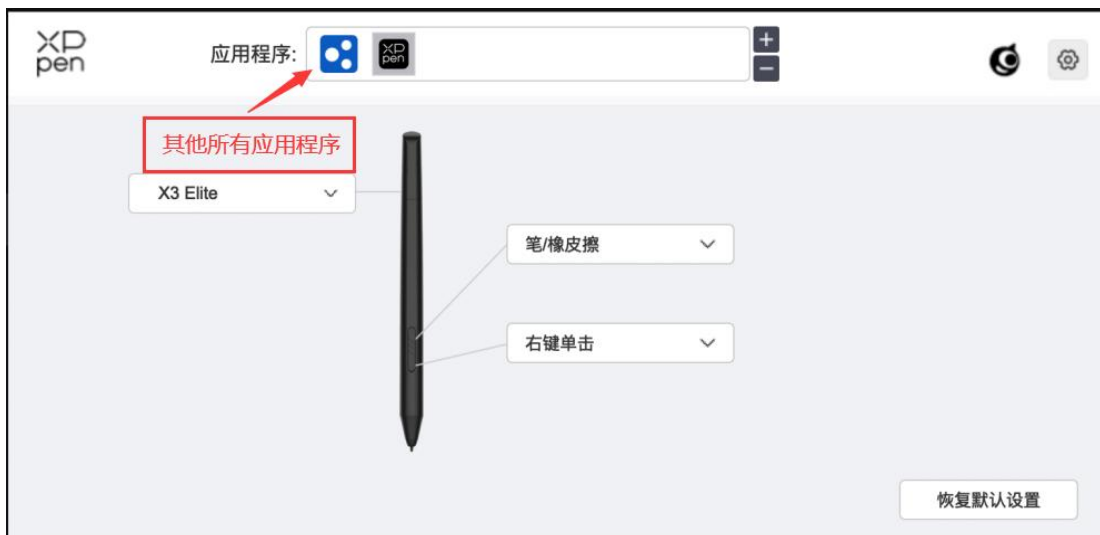 XP
pen
应用程序:
XP
pen
+
−
其他所有应用程序
X3 Elite
笔/橡皮擦
右键单击
恢复默认设置